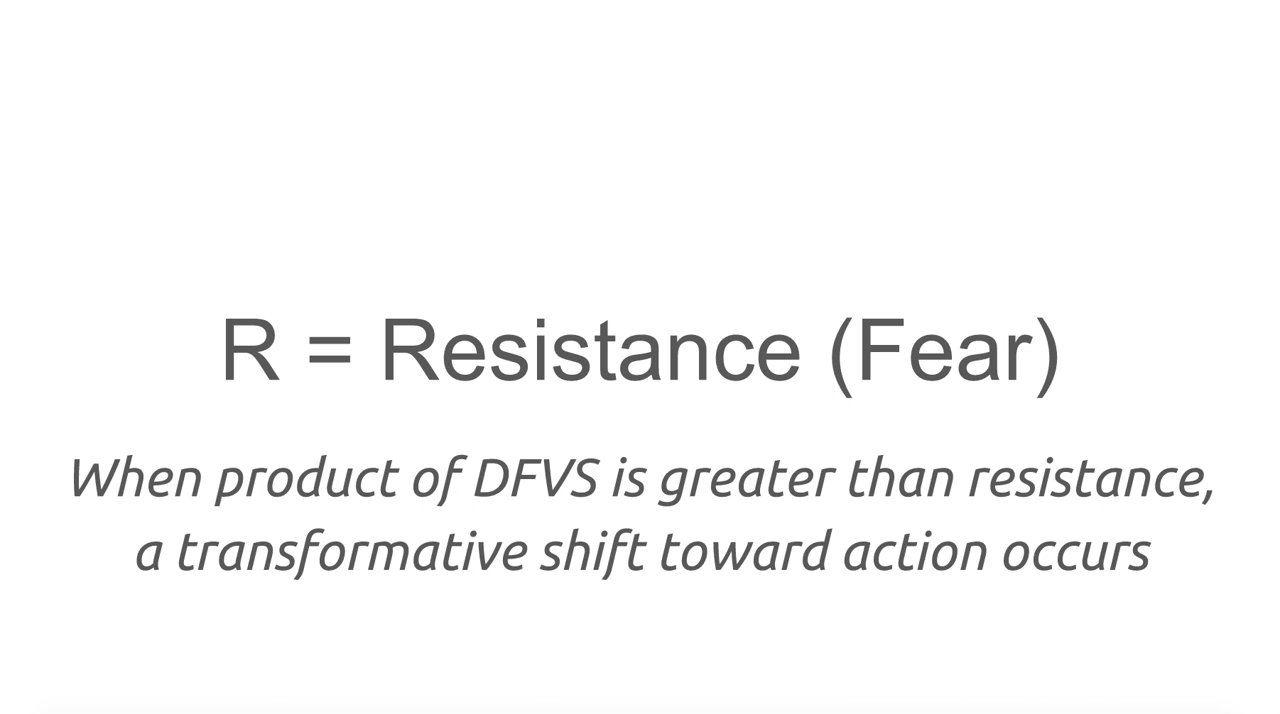 R = Resistance (Fear)
When product of DFVS is greater than resistance,
a transformative shift toward action occurs